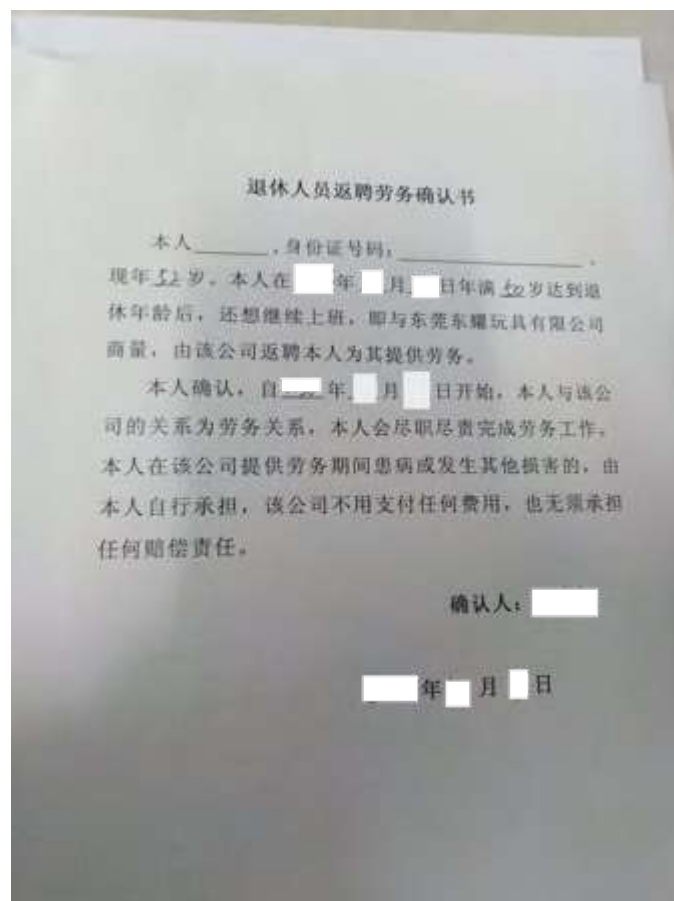 退休人员返聘劳务确认书
本人______,身份证号码:______________,
现年52岁。本人在 年 月 日年满50岁达到退
休年龄后,还想继续上班,即与东莞东耀玩具有限公司
商量,由该公司返聘本人为其提供劳务。
本人确认,自 年 月 日开始,本人与该公
司的关系为劳务关系,本人会尽职尽责完成劳务工作。
本人在该公司提供劳务期间患病或发生其他损害的,由
本人自行承担,该公司不用支付任何费用,也无须承担
任何赔偿责任。
确认人:
年 月 日